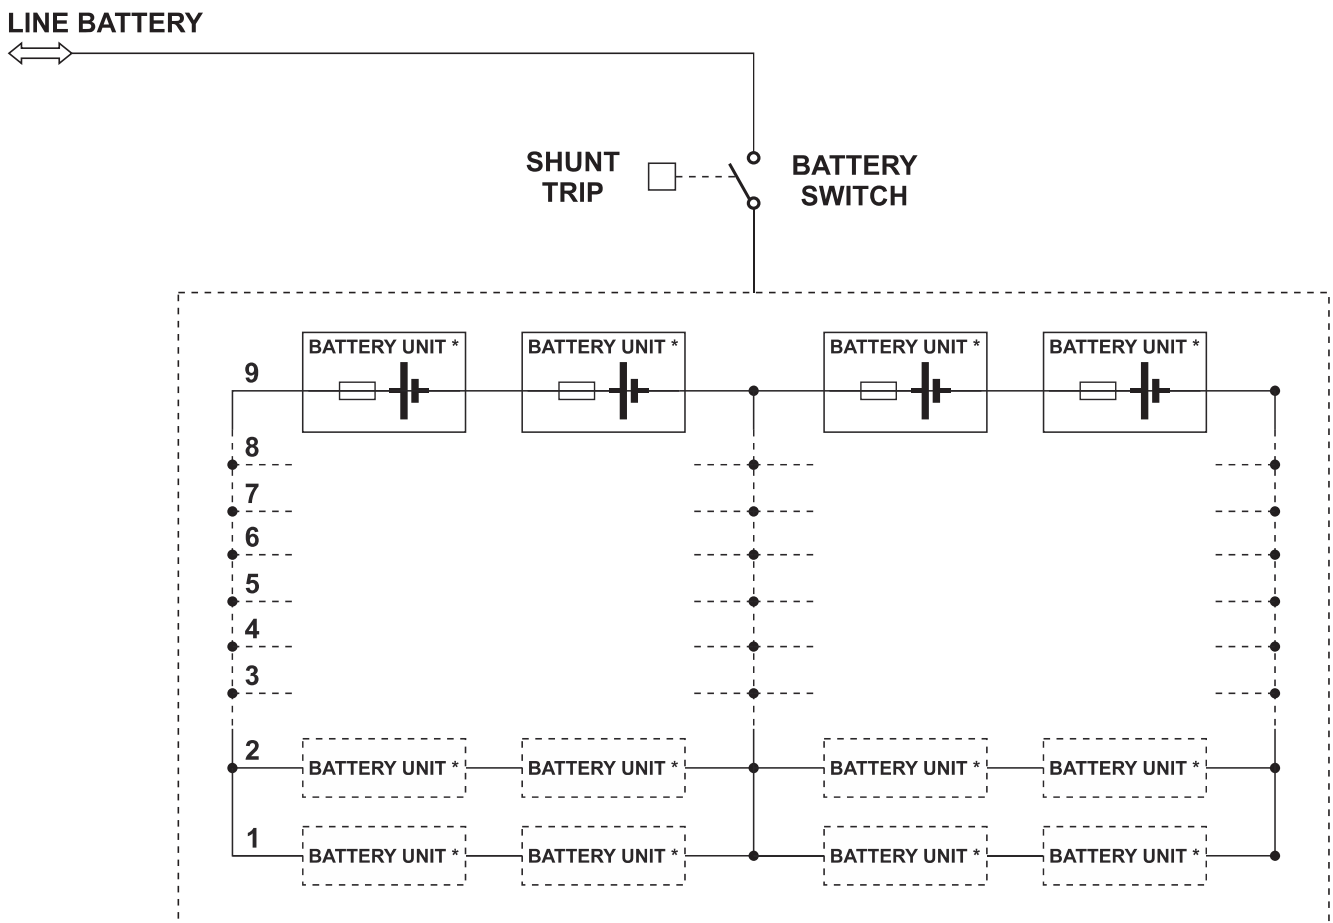 LINE BATTERY
SHUNT
TRIP
BATTERY
SWITCH
BATTERY UNIT * BATTERY UNIT * BATTERY UNIT * BATTERY UNIT *
9
8
7
6
5
4
3
2
BATTERY UNIT * BATTERY UNIT * BATTERY UNIT * BATTERY UNIT *
1
BATTERY UNIT * BATTERY UNIT * BATTERY UNIT * BATTERY UNIT *